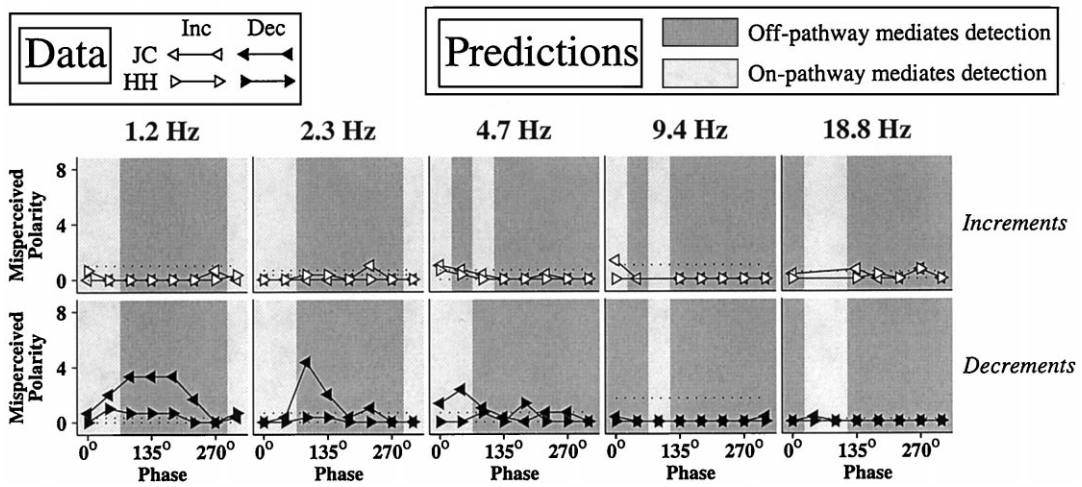 Data
Inc Dec
JC
HH
Predictions
Off-pathway mediates detection
On-pathway mediates detection
1.2 Hz 2.3 Hz 4.7 Hz 9.4 Hz 18.8 Hz
Misperceived
Polarity
8
4
0
Increments
Misperceived
Polarity
8
4
0
Decrements
0° 135° 270° 0° 135° 270° 0° 135° 270° 0° 135° 270° 0° 135° 270°
Phase Phase Phase Phase Phase